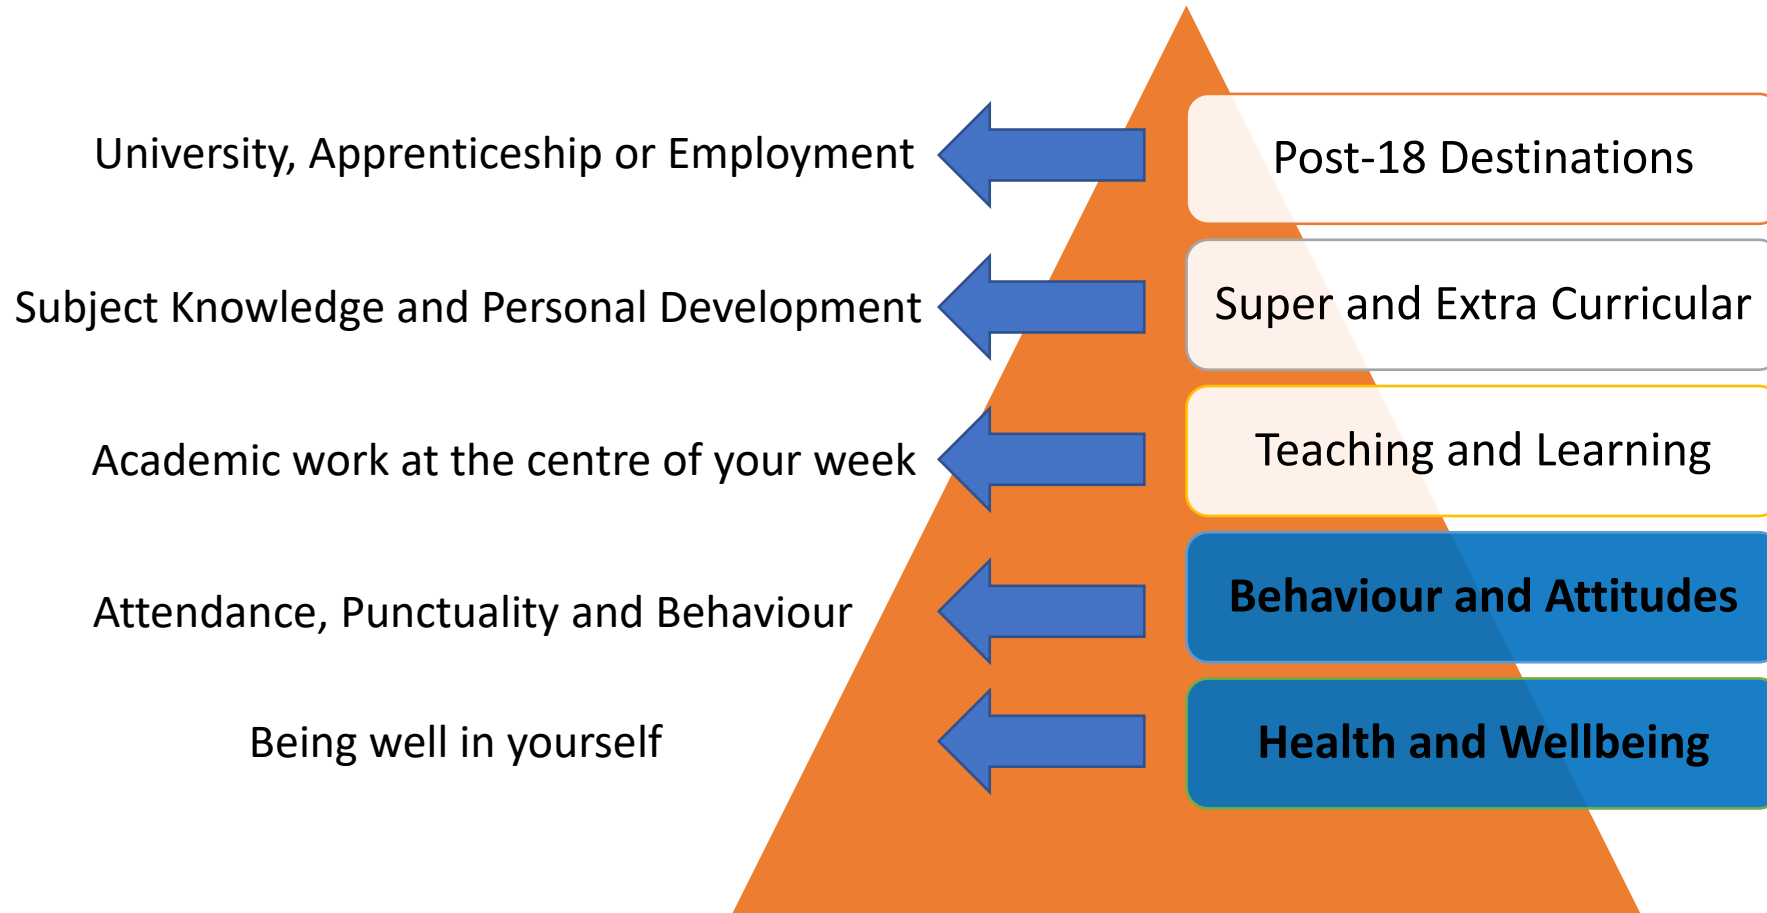 University, Apprenticeship or Employment
Post-18 Destinations
Subject Knowledge and Personal Development
Super and Extra Curricular
Academic work at the centre of your week
Teaching and Learning
Attendance, Punctuality and Behaviour
Behaviour and Attitudes
Being well in yourself
Health and Wellbeing